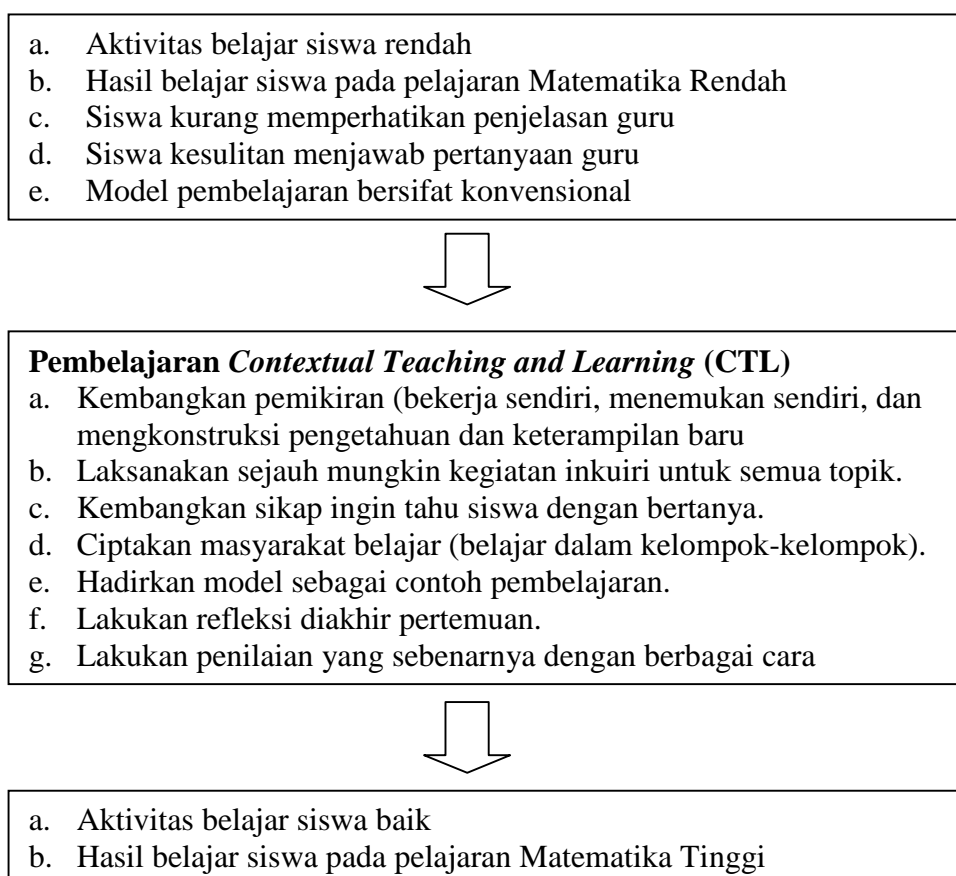 a. Aktivitas belajar siswa rendah
b. Hasil belajar siswa pada pelajaran Matematika Rendah
c. Siswa kurang memperhatikan penjelasan guru
d. Siswa kesulitan menjawab pertanyaan guru
e. Model pembelajaran bersifat konvensional
Pembelajaran Contextual Teaching and Learning (CTL)
a. Kembangkan pemikiran (bekerja sendiri, menemukan sendiri, dan
mengkonstruksi pengetahuan dan keterampilan baru
b. Laksanakan sejauh mungkin kegiatan inkuiri untuk semua topik.
c. Kembangkan sikap ingin tahu siswa dengan bertanya.
d. Ciptakan masyarakat belajar (belajar dalam kelompok-kelompok).
e. Hadirkan model sebagai contoh pembelajaran.
f. Lakukan refleksi diakhir pertemuan.
g. Lakukan penilaian yang sebenarnya dengan berbagai cara
a. Aktivitas belajar siswa baik
b. Hasil belajar siswa pada pelajaran Matematika Tinggi